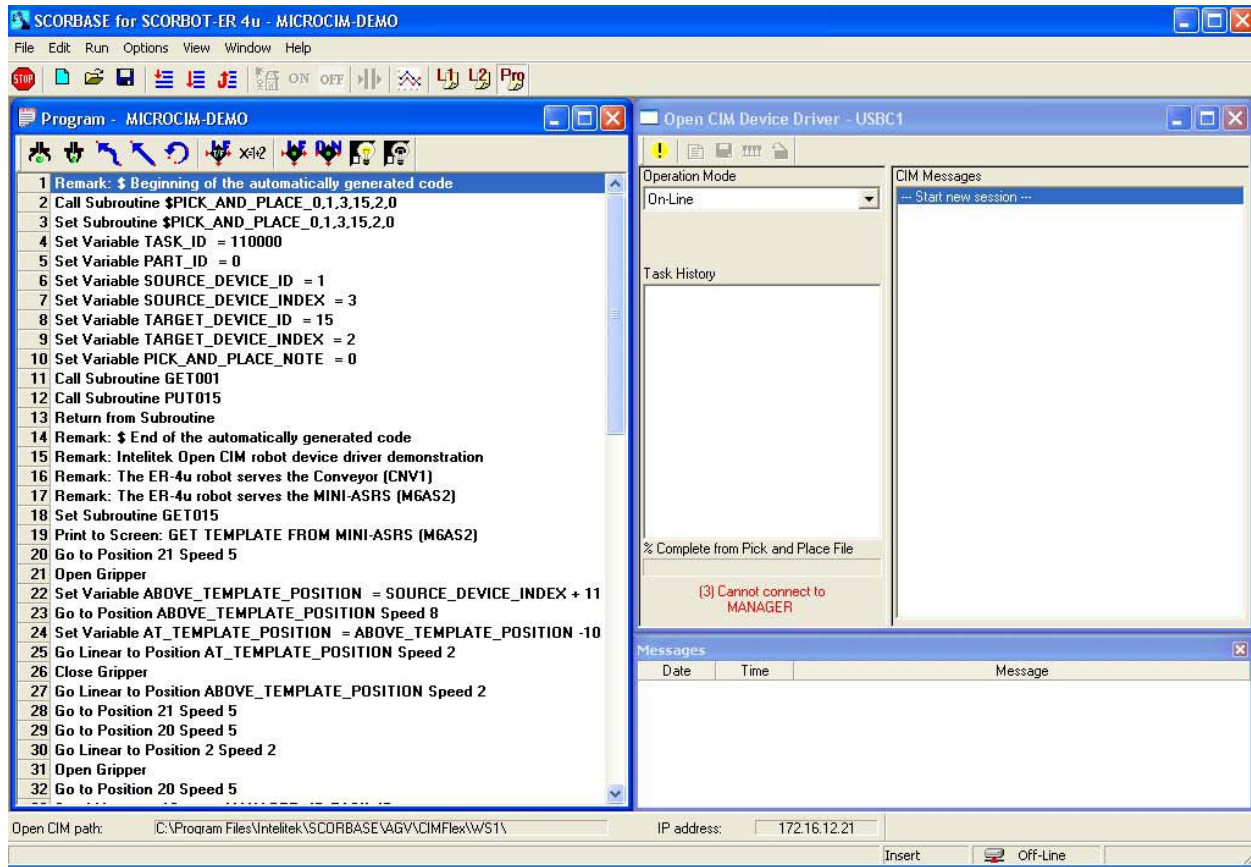 SCORBASE for SCORBOT-ER 4u - MICROCIM-DEMO
File Edit Run Options View Window Help
STOP ON OFF L1 L2 Prg
Program - MICROCIM-DEMO
1 Remark: $ Beginning of the automatically generated code
2 Call Subroutine $PICK_AND_PLACE_0,1,3,15,2,0
3 Set Subroutine $PICK_AND_PLACE_0,1,3,15,2,0
4 Set Variable TASK_ID = 110000
5 Set Variable PART_ID = 0
6 Set Variable SOURCE_DEVICE_ID = 1
7 Set Variable SOURCE_DEVICE_INDEX = 3
8 Set Variable TARGET_DEVICE_ID = 15
9 Set Variable TARGET_DEVICE_INDEX = 2
10 Set Variable PICK_AND_PLACE_NOTE = 0
11 Call Subroutine GET001
12 Call Subroutine PUT015
13 Return from Subroutine
14 Remark: $ End of the automatically generated code
15 Remark: Intelitek Open CIM robot device driver demonstration
16 Remark: The ER-4u robot serves the Conveyor (CNV1)
17 Remark: The ER-4u robot serves the MINI-ASRS (M6AS2)
18 Set Subroutine GET015
19 Print to Screen: GET TEMPLATE FROM MINI-ASRS (M6AS2)
20 Go to Position 21 Speed 5
21 Open Gripper
22 Set Variable ABOVE_TEMPLATE_POSITION = SOURCE_DEVICE_INDEX + 11
23 Go to Position ABOVE_TEMPLATE_POSITION Speed 8
24 Set Variable AT_TEMPLATE_POSITION = ABOVE_TEMPLATE_POSITION -10
25 Go Linear to Position AT_TEMPLATE_POSITION Speed 2
26 Close Gripper
27 Go Linear to Position ABOVE_TEMPLATE_POSITION Speed 2
28 Go to Position 21 Speed 5
29 Go to Position 20 Speed 5
30 Go Linear to Position 2 Speed 2
31 Open Gripper
32 Go to Position 20 Speed 5
Open CIM Device Driver - USBC1
Operation Mode
On-Line
Task History
% Complete from Pick and Place File
(3) Cannot connect to
MANAGER
CIM Messages
--- Start new session ---
Messages
Date Time Message
Open CIM path: C:\Program Files\Intelitek\SCORBASE\AGV\CIMFlex\WS1\ IP address: 172.16.12.21
Insert Off-Line